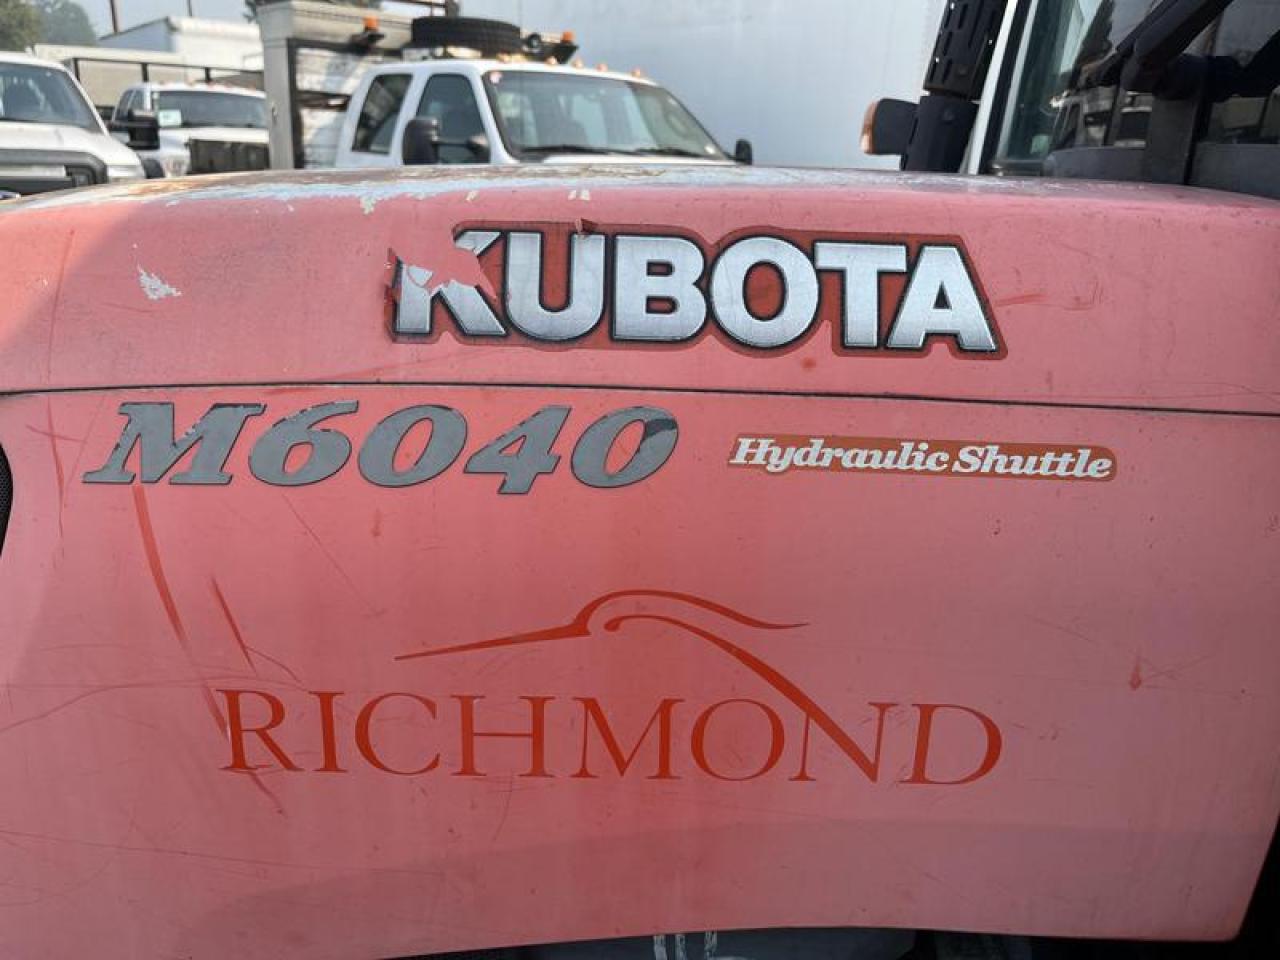 KUBOTA
M6040
Hydraulic Shuttle
RICHMOND